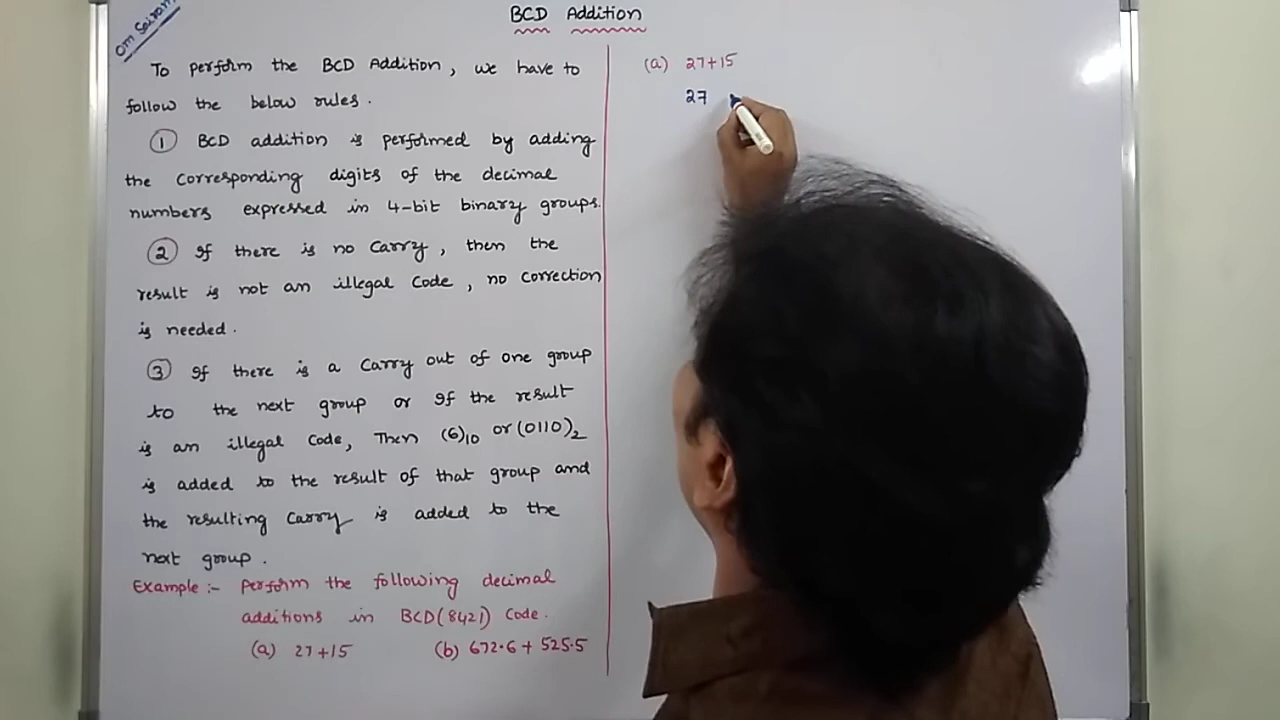 Om Sairam
BCD Addition
To perform the BCD Addition, we have to
follow the below rules.
1 BCD addition is performed by adding
the corresponding digits of the decimal
numbers expressed in 4-bit binary groups.
2 If there is no carry, then the
result is not an illegal code, no correction
is needed.
3 If there is a carry out of one group
to the next group or if the result
is an illegal code, Then (6)10 or (0110)2
is added to the result of that group and
the resulting carry is added to the
next group.
Example:- Perform the following decimal
additions in BCD(8421) code.
(a) 27+15 (b) 672.6 + 525.5
(a) 27+15
27